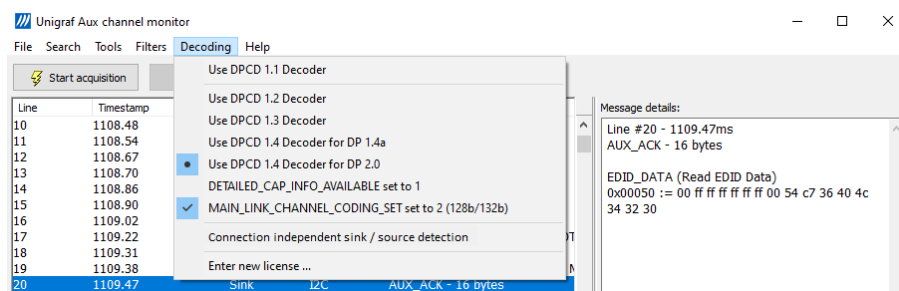 Unigraf Aux channel monitor
File Search Tools Filters Decoding Help
Start acquisition
Use DPCD 1.1 Decoder
Use DPCD 1.2 Decoder
Use DPCD 1.3 Decoder
Use DPCD 1.4 Decoder for DP 1.4a
Use DPCD 1.4 Decoder for DP 2.0
DETAILED_CAP_INFO_AVAILABLE set to 1
MAIN_LINK_CHANNEL_CODING_SET set to 2 (128b/132b)
Connection independent sink / source detection
Enter new license ...
Line Timestamp
10 1108.48
11 1108.54
12 1108.67
13 1108.70
14 1108.86
15 1108.90
16 1109.02
17 1109.22
18 1109.31
19 1109.38
20 1109.47 Sink I2C AUX_ACK - 16 bytes
Message details:
Line #20 - 1109.47ms
AUX_ACK - 16 bytes
EDID_DATA (Read EDID Data)
0x00050 := 00 ff ff ff ff ff ff 00 54 c7 36 40 4c
34 32 30